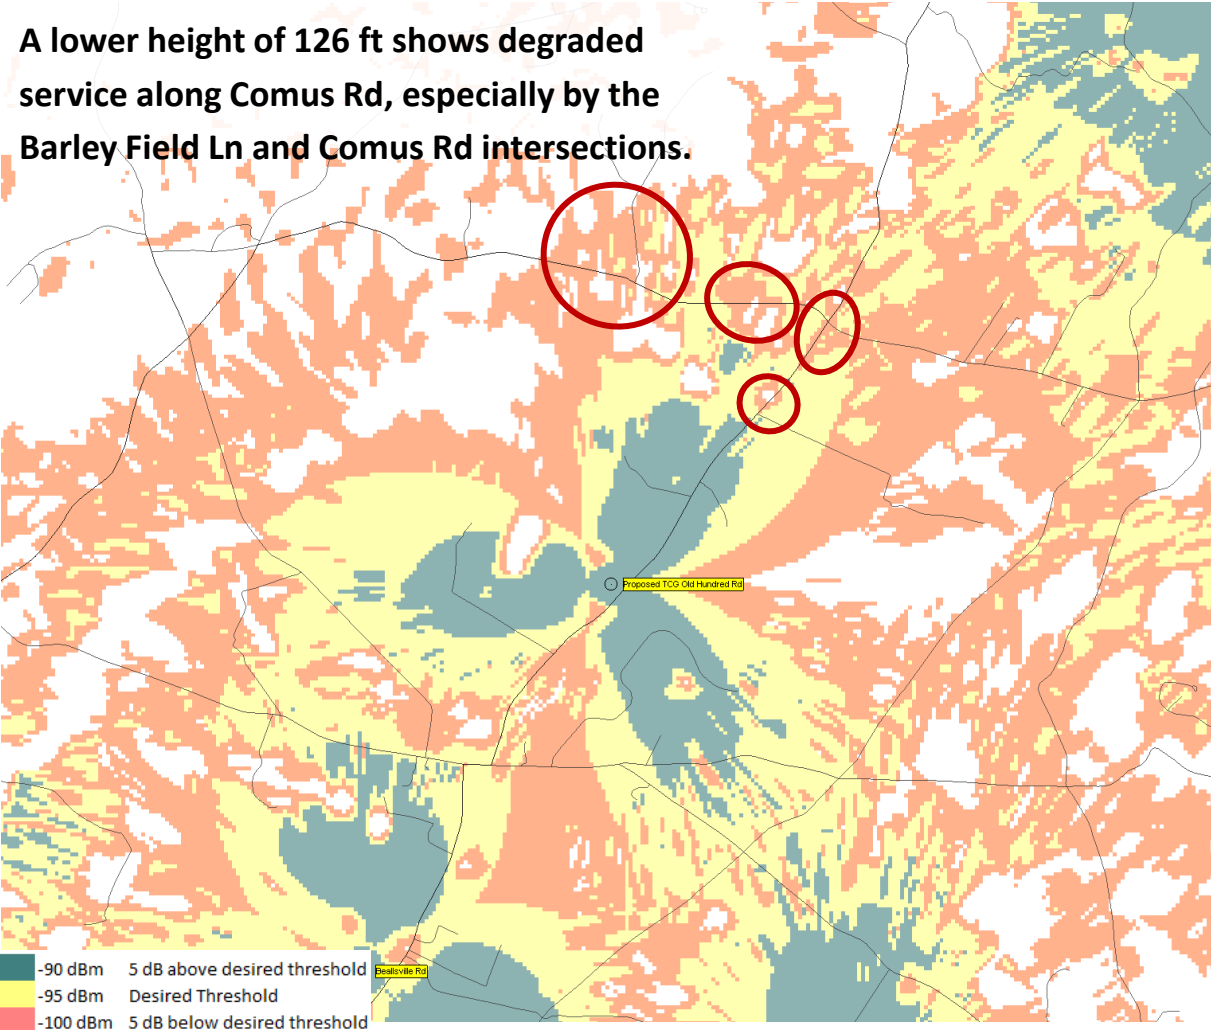 A lower height of 126 ft shows degraded
service along Comus Rd, especially by the
Barley Field Ln and Comus Rd intersections.
Proposed TCG Old Hundred Rd
Beallsville Rd
-90 dBm 5 dB above desired threshold
-95 dBm Desired Threshold
-100 dBm 5 dB below desired threshold